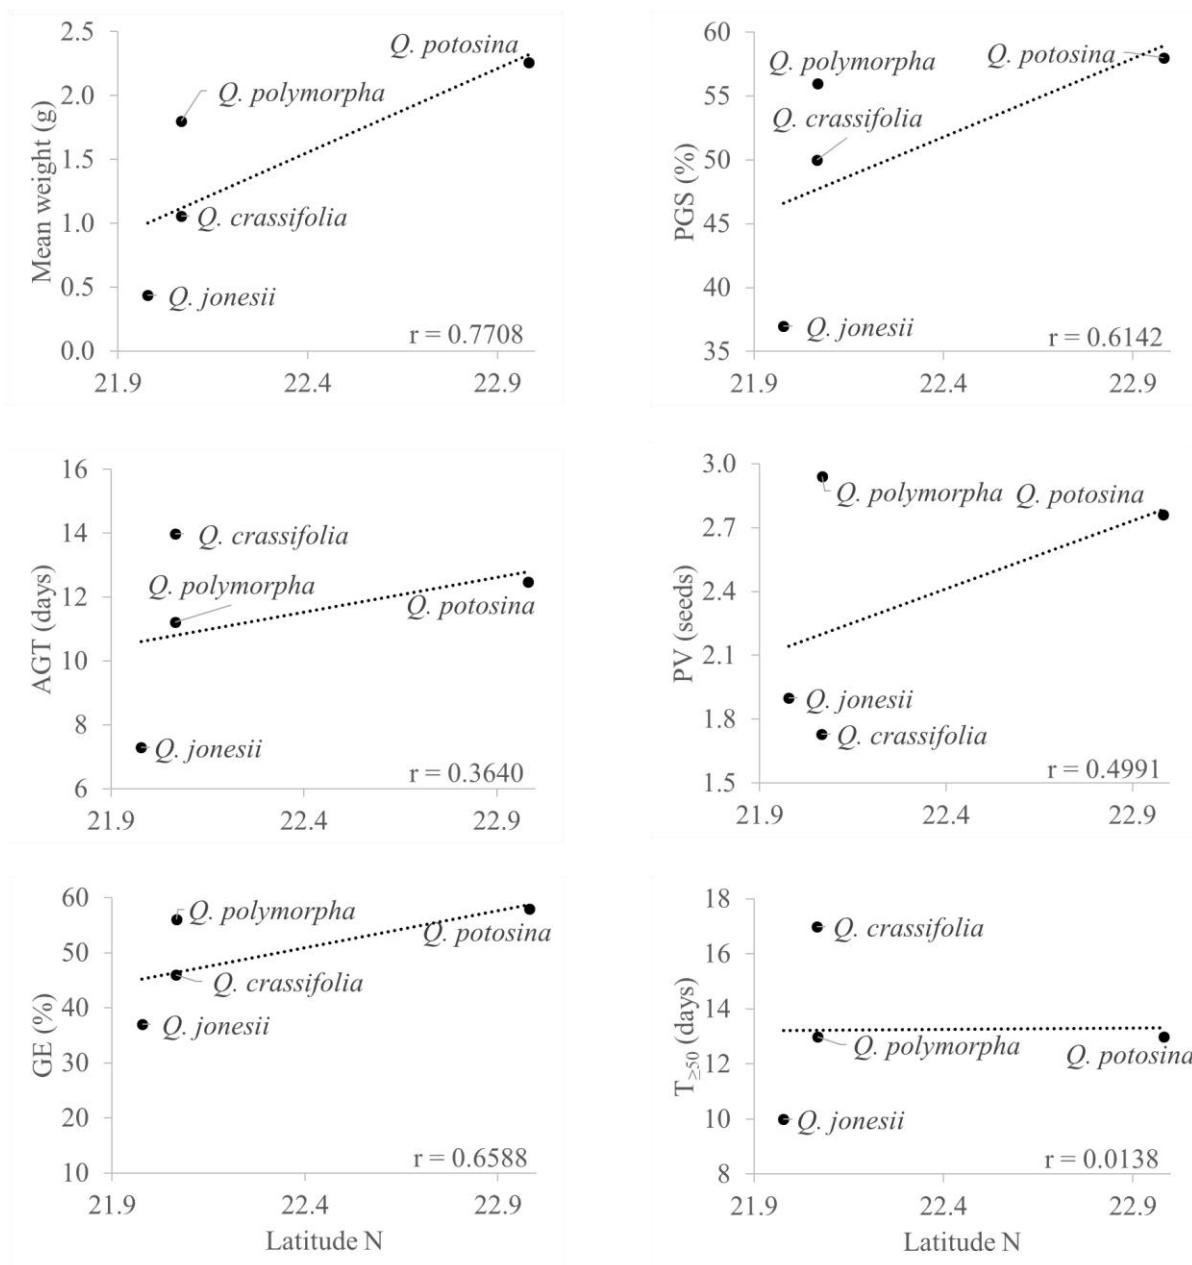 Mean weight (g)
2.5
2.0
1.5
1.0
0.5
0.0
Q. potosina
Q. polymorpha
Q. crassifolia
Q. jonesii
r = 0.7708
21.9 22.4 22.9
PGS (%)
60
55
50
45
40
35
Q. polymorpha Q. potosina
Q. crassifolia
Q. jonesii
r = 0.6142
21.9 22.4 22.9
AGT (days)
16
14
12
10
8
6
Q. crassifolia
Q. polymorpha
Q. potosina
Q. jonesii
r = 0.3640
21.9 22.4 22.9
PV (seeds)
3.0
2.7
2.4
2.1
1.8
1.5
Q. polymorpha Q. potosina
Q. jonesii
Q. crassifolia
r = 0.4991
21.9 22.4 22.9
GE (%)
60
50
40
30
20
10
Q. polymorpha
Q. potosina
Q. crassifolia
Q. jonesii
r = 0.6588
21.9 22.4 22.9
Latitude N
T≥50 (days)
18
16
14
12
10
8
Q. crassifolia
Q. polymorpha
Q. potosina
Q. jonesii
r = 0.0138
21.9 22.4 22.9
Latitude N